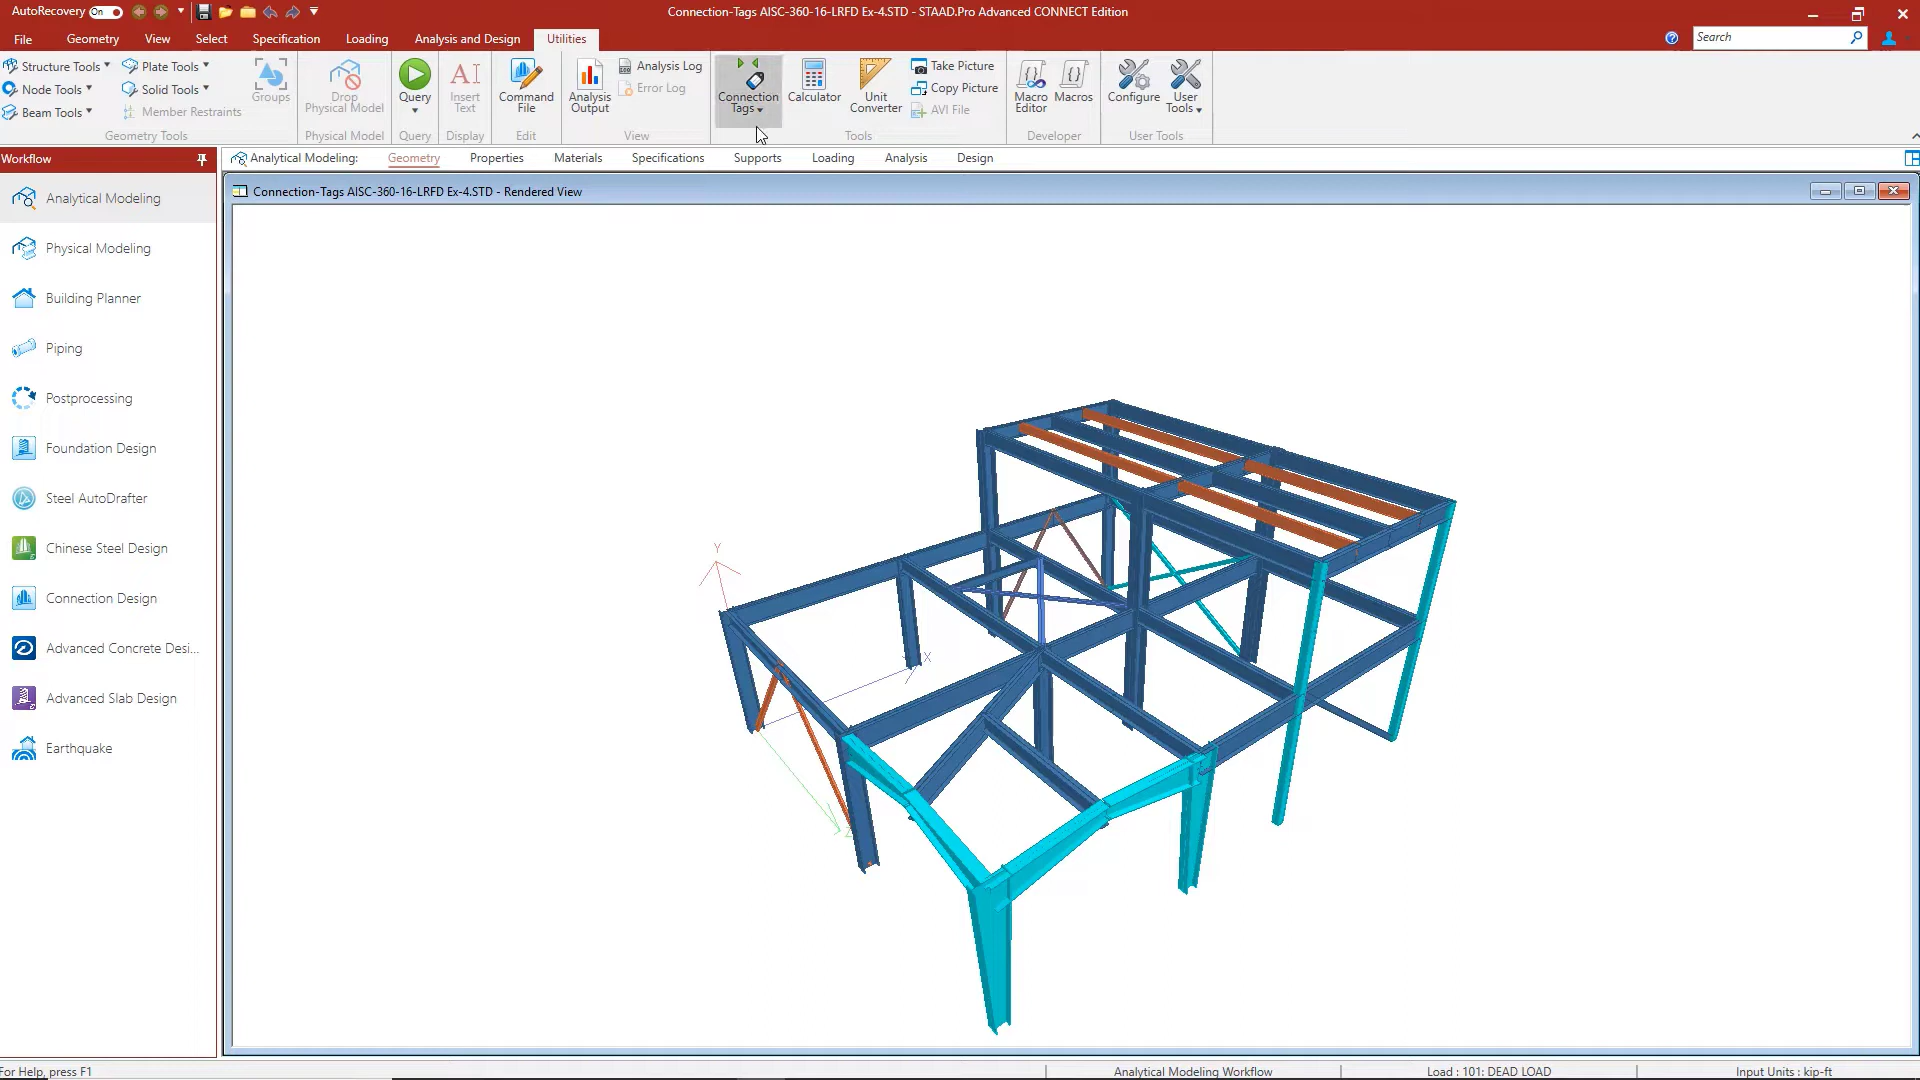 AutoRecovery On
Connection-Tags AISC-360-16-LRFD Ex-4.STD - STAAD.Pro Advanced CONNECT Edition
File Geometry View Select Specification Loading Analysis and Design Utilities
Search
Structure Tools
Node Tools
Beam Tools
Plate Tools
Solid Tools
Member Restraints
Groups
Geometry Tools
Drop
Physical Model
Physical Model
Query
Query
Insert
Text
Display
Command
File
Edit
Analysis
Output
Analysis Log
Error Log
View
Connection
Tags
Calculator
Unit
Converter
Take Picture
Copy Picture
AVI File
Tools
Macro
Editor
Macros
Developer
Configure
User
Tools
User Tools
Workflow
Analytical Modeling
Physical Modeling
Building Planner
Piping
Postprocessing
Foundation Design
Steel AutoDrafter
Chinese Steel Design
Connection Design
Advanced Concrete Desi...
Advanced Slab Design
Earthquake
Analytical Modeling: Geometry Properties Materials Specifications Supports Loading Analysis Design
Connection-Tags AISC-360-16-LRFD Ex-4.STD - Rendered View
Y
X
Z
For Help, press F1
Analytical Modeling Workflow
Load : 101: DEAD LOAD
Input Units : kip-ft